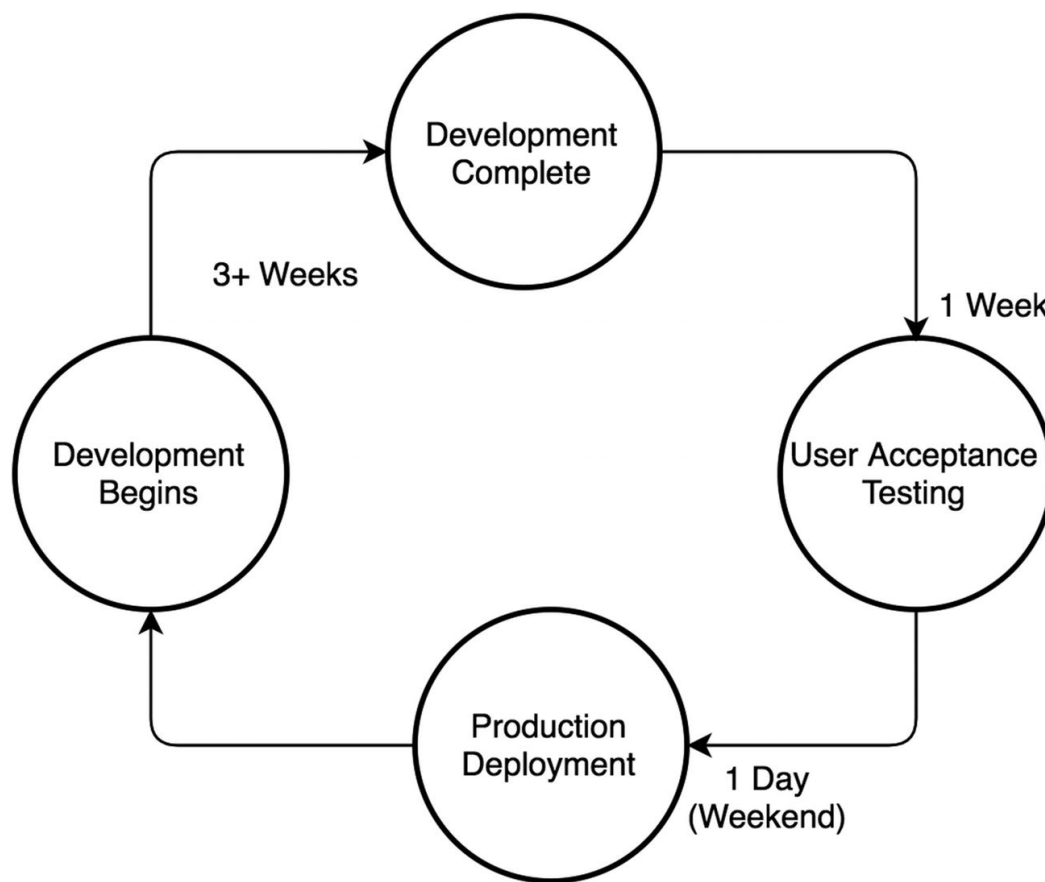 Development
Complete
3+ Weeks
1 Week
Development
Begins
User Acceptance
Testing
Production
Deployment
1 Day
(Weekend)